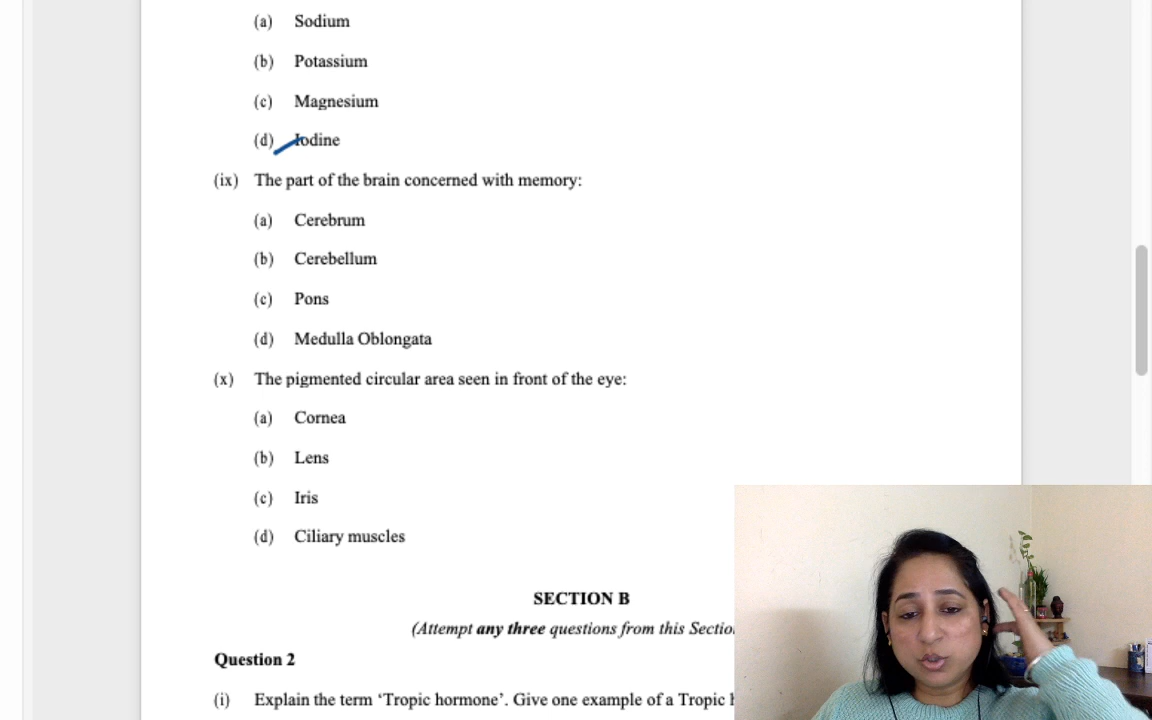 (a) Sodium
(b) Potassium
(c) Magnesium
(d) Iodine
(ix) The part of the brain concerned with memory:
(a) Cerebrum
(b) Cerebellum
(c) Pons
(d) Medulla Oblongata
(x) The pigmented circular area seen in front of the eye:
(a) Cornea
(b) Lens
(c) Iris
(d) Ciliary muscles
SECTION B
(Attempt any three questions from this
Question 2
(i) Explain the term ‘Tropic hormone’. Give one example of a Tropic